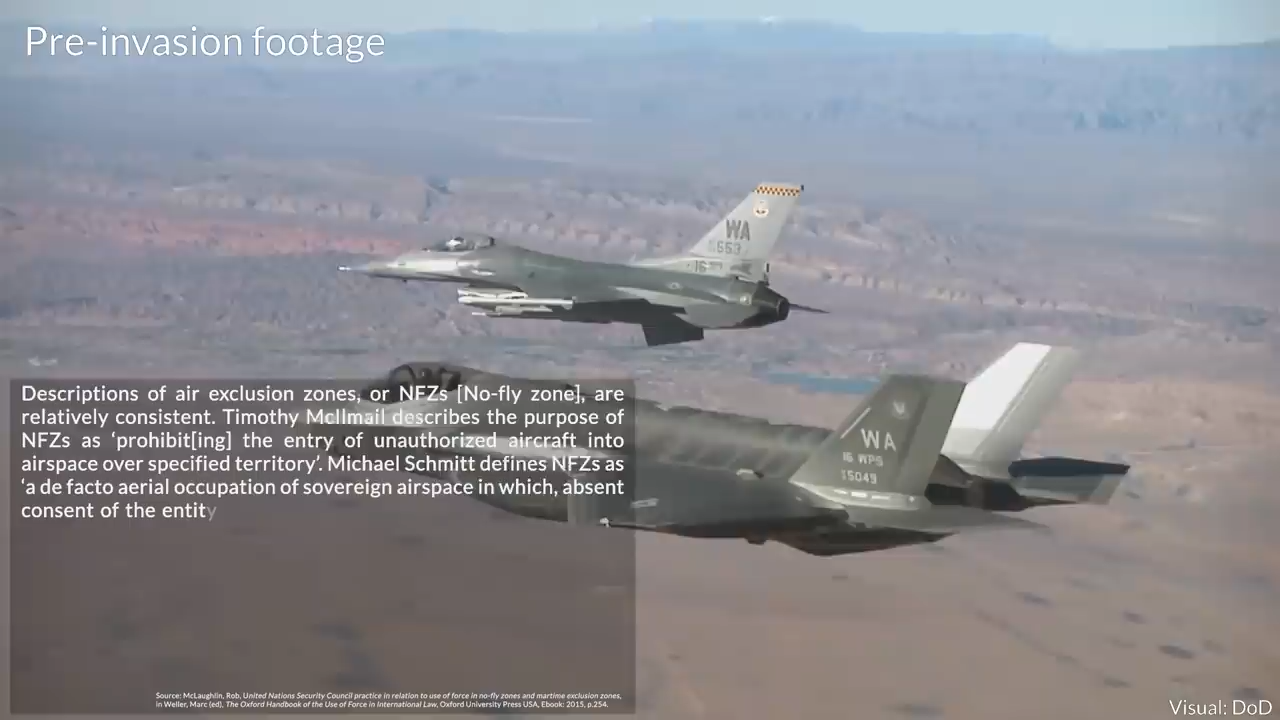 Pre-invasion footage
WA
553
16
Descriptions of air exclusion zones, or NFZs [No-fly zone], are
relatively consistent. Timothy McIlmail describes the purpose of
NFZs as ‘prohibit[ing] the entry of unauthorized aircraft into
airspace over specified territory’. Michael Schmitt defines NFZs as
‘a de facto aerial occupation of sovereign airspace in which, absent
consent of the entity
WA
16 WPS
5049
Source: McLaughlin, Rob, United Nations Security Council practice in relation to use of force in no-fly zones and martime exclusion zones,
in Weller, Marc (ed), The Oxford Handbook of the Use of Force in International Law, Oxford University Press USA, Ebook: 2015, p.254.
Visual: DoD